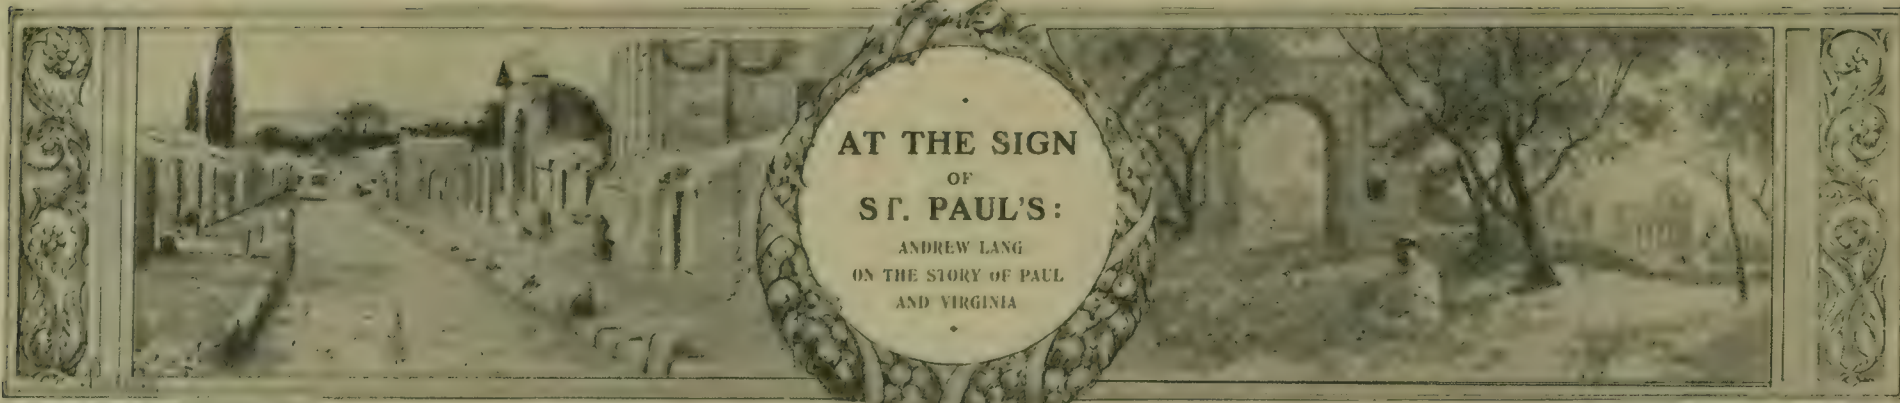 AT THE SIGN
OF
ST. PAUL'S:
ANDREW LANG
ON THE STORY OF PAUL
AND VIRGINIA